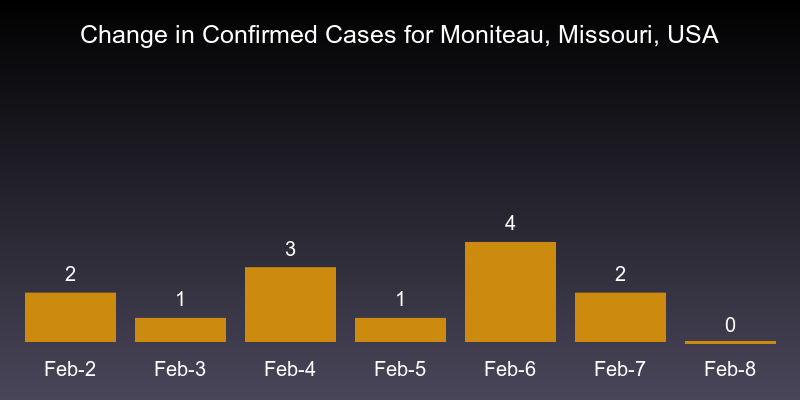 Change in Confirmed Cases for Moniteau, Missouri, USA
2 1 3 1 4 2 0
Feb-2 Feb-3 Feb-4 Feb-5 Feb-6 Feb-7 Feb-8